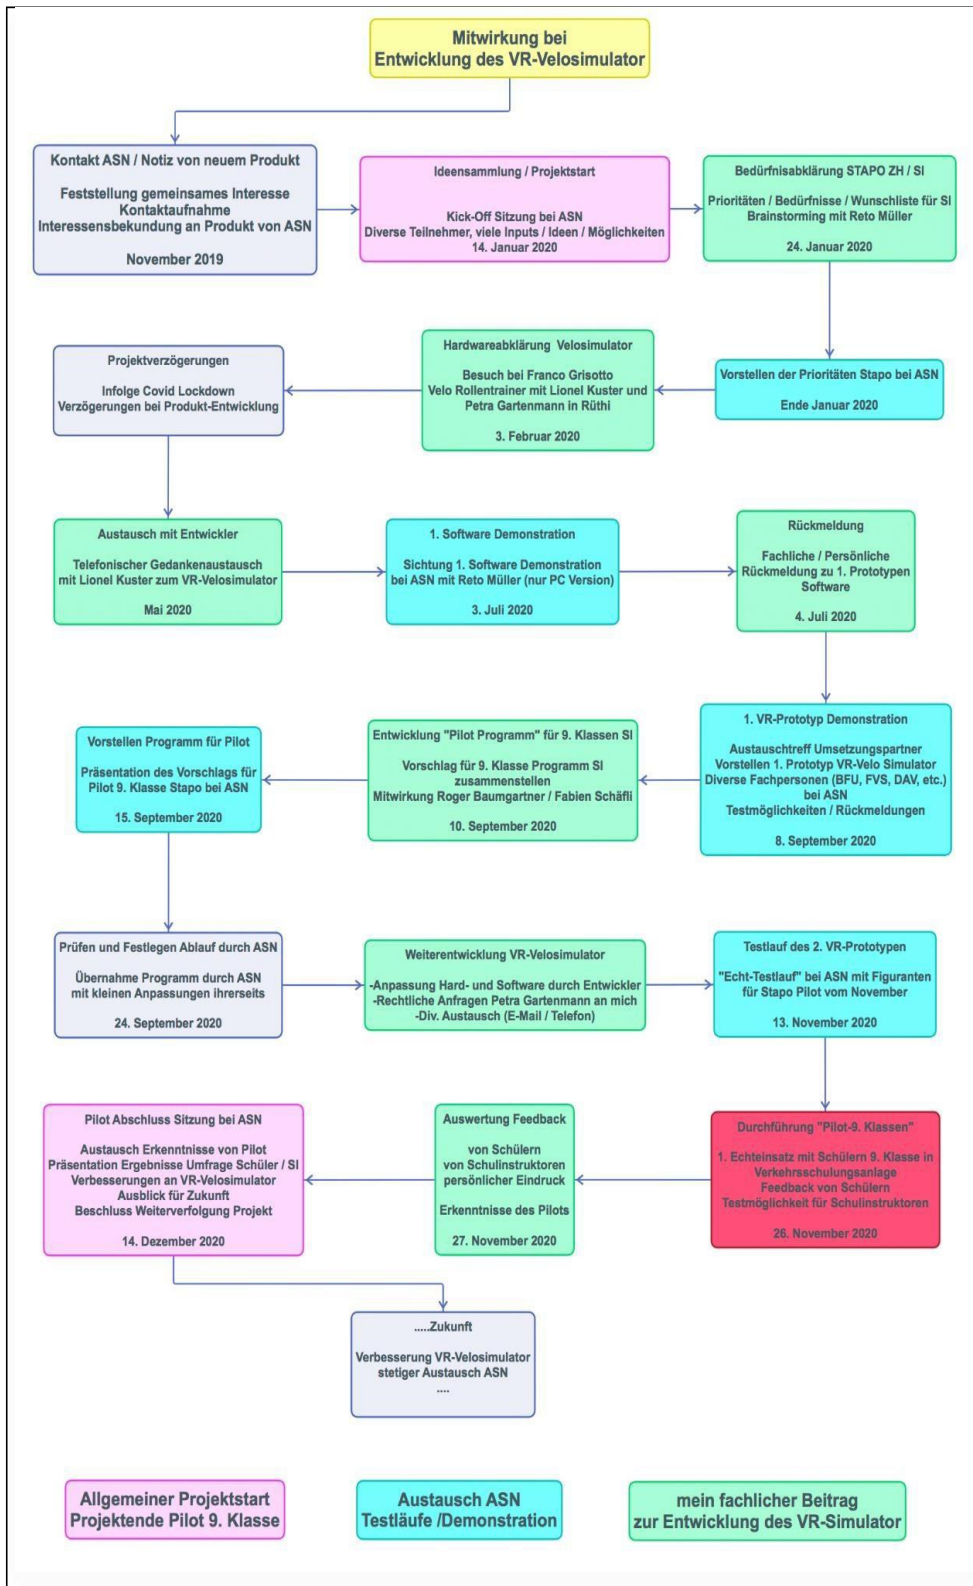 Mitwirkung bei
Entwicklung des VR-Velosimulator
Kontakt ASN / Notiz von neuem Produkt
Feststellung gemeinsames Interesse
Kontaktaufnahme
Interessensbekundung an Produkt von ASN
November 2019
Ideensammlung / Projektstart
Kick-Off Sitzung bei ASN
Diverse Teilnehmer, viele Inputs / Ideen / Möglichkeiten
14. Januar 2020
Bedürfnisabklärung STAPO ZH / SI
Prioritäten / Bedürfnisse / Wunschliste für SI
Brainstorming mit Reto Müller
24. Januar 2020
Vorstellen der Prioritäten Stapo bei ASN
Ende Januar 2020
Hardwareabklärung Velosimulator
Besuch bei Franco Grisotto
Velo Rollentrainer mit Lionel Kuster und
Petra Gartenmann in Rüthi
3. Februar 2020
Projektverzögerungen
Infolge Covid Lockdown
Verzögerungen bei Produkt-Entwicklung
Austausch mit Entwickler
Telefonischer Gedankenaustausch
mit Lionel Kuster zum VR-Velosimulator
Mai 2020
1. Software Demonstration
Sichtung 1. Software Demonstration
bei ASN mit Reto Müller (nur PC Version)
3. Juli 2020
Rückmeldung
Fachliche / Persönliche
Rückmeldung zu 1. Prototypen
Software
4. Juli 2020
1. VR-Prototyp Demonstration
Austauschtreff Umsetzungspartner
Vorstellen 1. Prototyp VR-Velo Simulator
Diverse Fachpersonen (BFU, FVS, DAV, etc.)
bei ASN
Testmöglichkeiten / Rückmeldungen
8. September 2020
Entwicklung "Pilot Programm" für 9. Klassen SI
Vorschlag für 9. Klasse Programm SI
zusammenstellen
Mitwirkung Roger Baumgartner / Fabien Schäfli
10. September 2020
Vorstellen Programm für Pilot
Präsentation des Vorschlags für
Pilot 9. Klasse Stapo bei ASN
15. September 2020
Prüfen und Festlegen Ablauf durch ASN
Übernahme Programm durch ASN
mit kleinen Anpassungen ihrerseits
24. September 2020
Weiterentwicklung VR-Velosimulator
-Anpassung Hard- und Software durch Entwickler
-Rechtliche Anfragen Petra Gartenmann an mich
-Div. Austausch (E-Mail / Telefon)
Testlauf des 2. VR-Prototypen
"Echt-Testlauf" bei ASN mit Figuranten
für Stapo Pilot vom November
13. November 2020
Durchführung "Pilot-9. Klassen"
1. Echteinsatz mit Schülern 9. Klasse in
Verkehrsschulungsanlage
Feedback von Schülern
Testmöglichkeit für Schulinstruktoren
26. November 2020
Auswertung Feedback
von Schülern
von Schulinstruktoren
persönlicher Eindruck
Erkenntnisse des Pilots
27. November 2020
Pilot Abschluss Sitzung bei ASN
Austausch Erkenntnisse von Pilot
Präsentation Ergebnisse Umfrage Schüler / SI
Verbesserungen an VR-Velosimulator
Ausblick für Zukunft
Beschluss Weiterverfolgung Projekt
14. Dezember 2020
.....Zukunft
Verbesserung VR-Velosimulator
stetiger Austausch ASN
....
Allgemeiner Projektstart
Projektende Pilot 9. Klasse
Austausch ASN
Testläufe /Demonstration
mein fachlicher Beitrag
zur Entwicklung des VR-Simulator